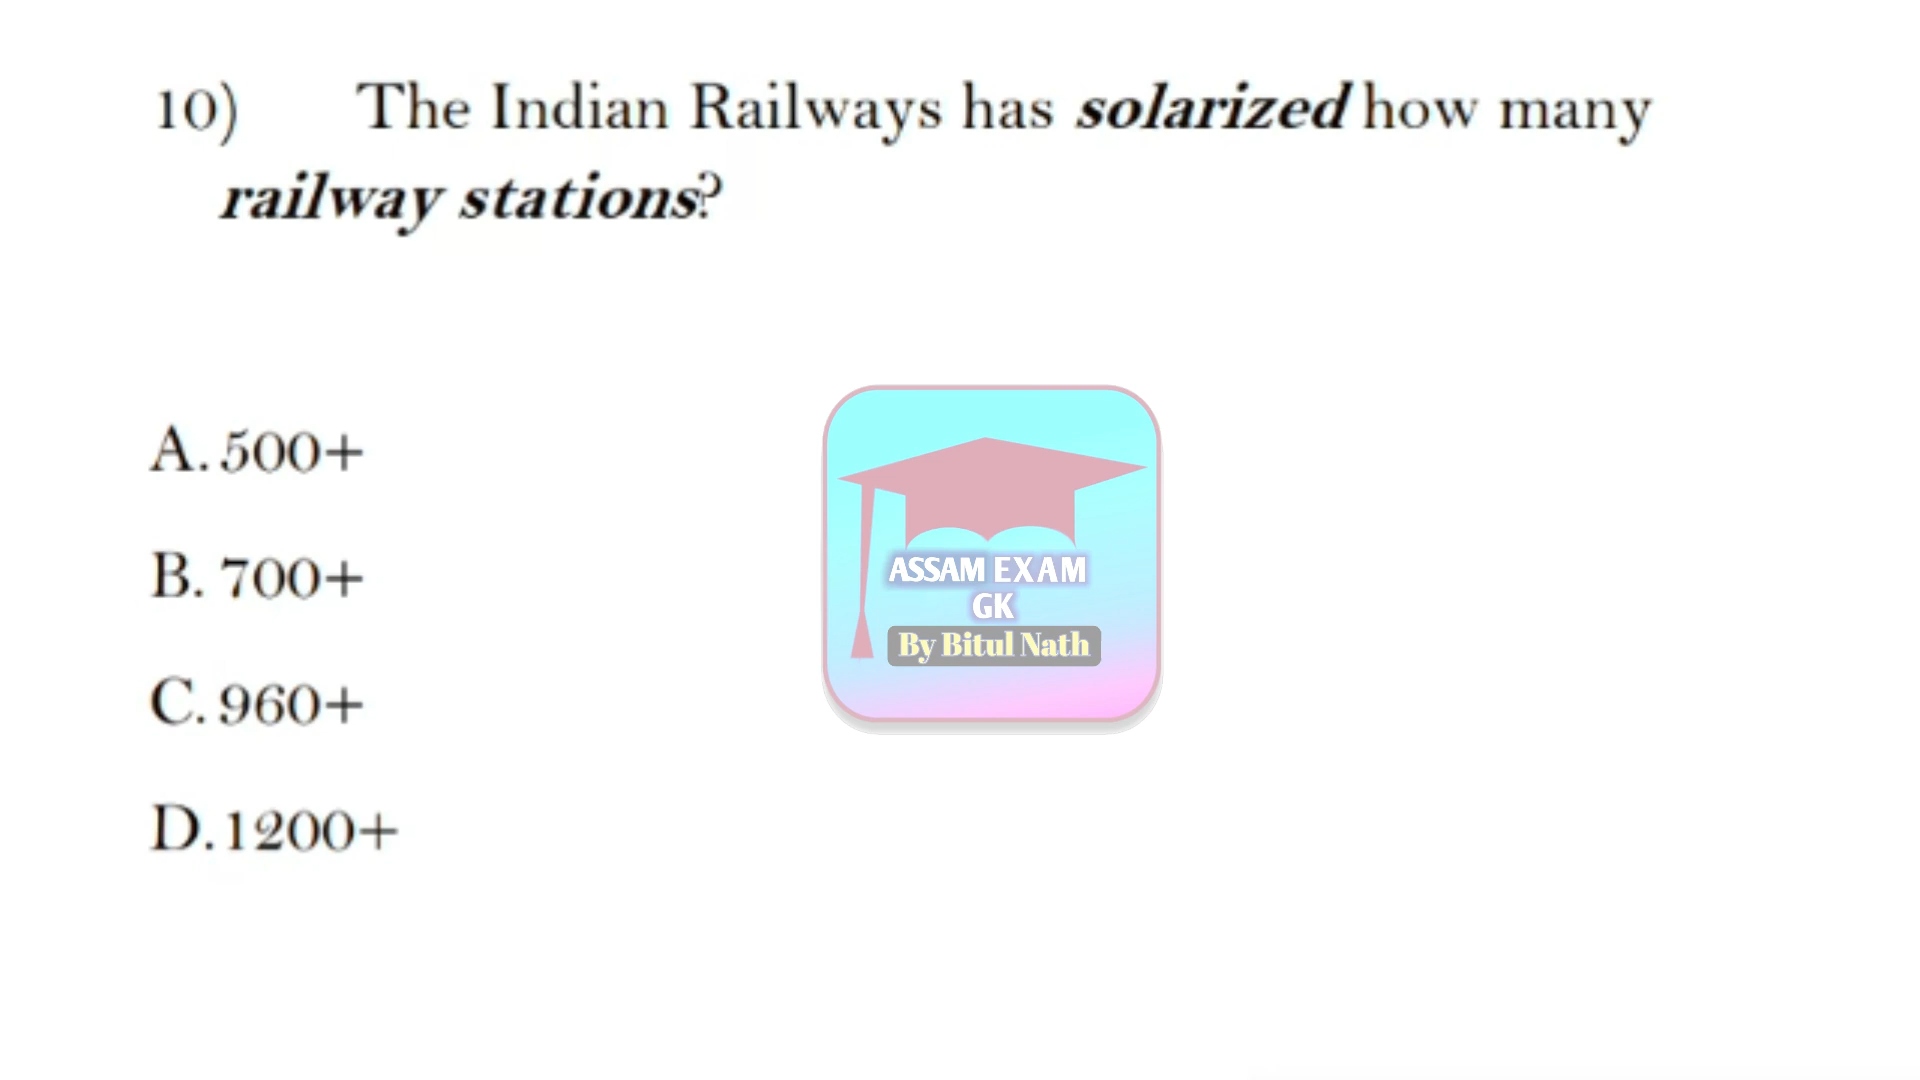 10) The Indian Railways has solarized how many
railway stations?
A. 500+
B. 700+
C. 960+
D. 1200+
ASSAM EXAM
GK
By Bitul Nath